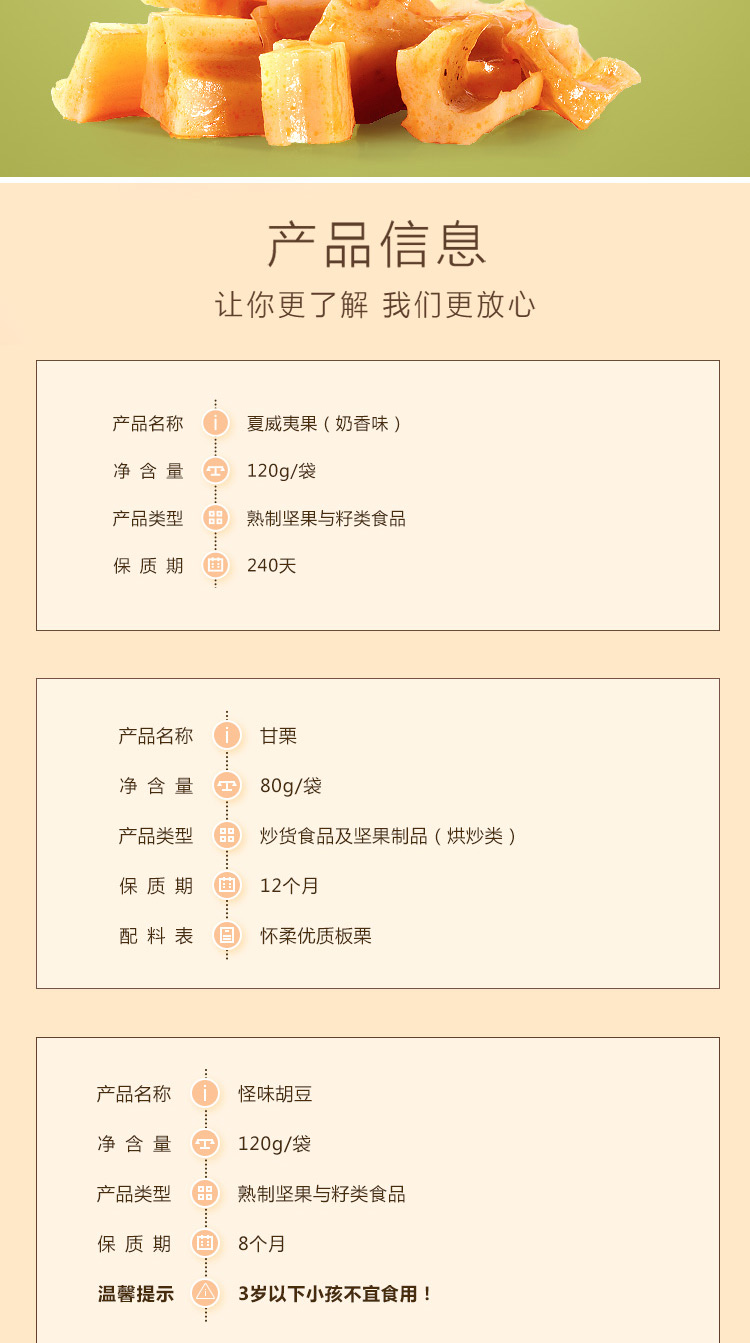 产品信息
让你更了解 我们更放心
产品名称 夏威夷果（奶香味）
净含量 120g/袋
产品类型 熟制坚果与籽类食品
保质期 240天
产品名称 甘栗
净含量 80g/袋
产品类型 炒货食品及坚果制品（烘炒类）
保质期 12个月
配料表 怀柔优质板栗
产品名称 怪味胡豆
净含量 120g/袋
产品类型 熟制坚果与籽类食品
保质期 8个月
温馨提示 3岁以下小孩不宜食用！